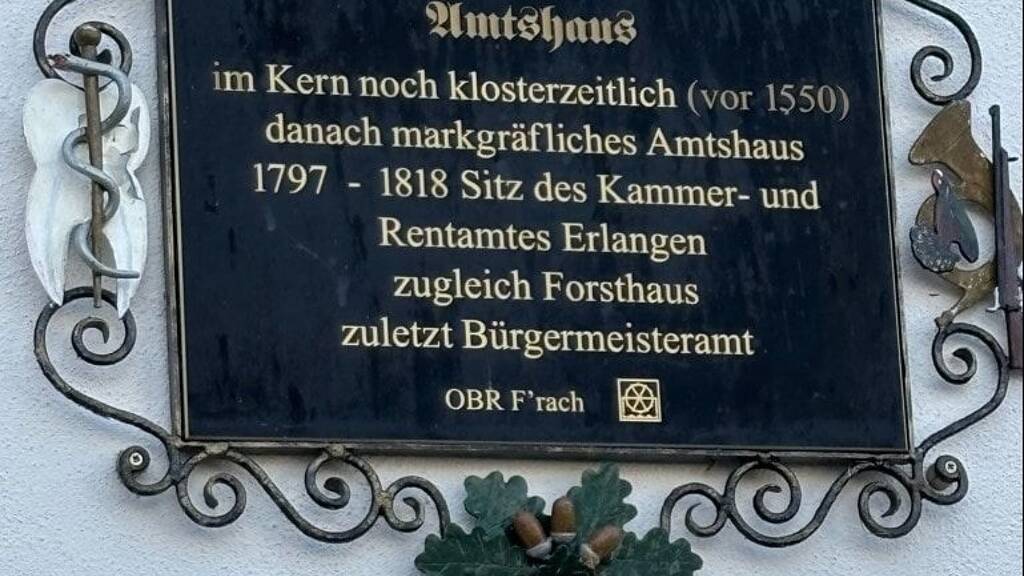 Amtshaus
im Kern noch klosterzeitlich (vor 1550)
danach markgräfliches Amtshaus
1797 - 1818 Sitz des Kammer- und
Rentamtes Erlangen
zugleich Forsthaus
zuletzt Bürgermeisteramt
OBR F'rach